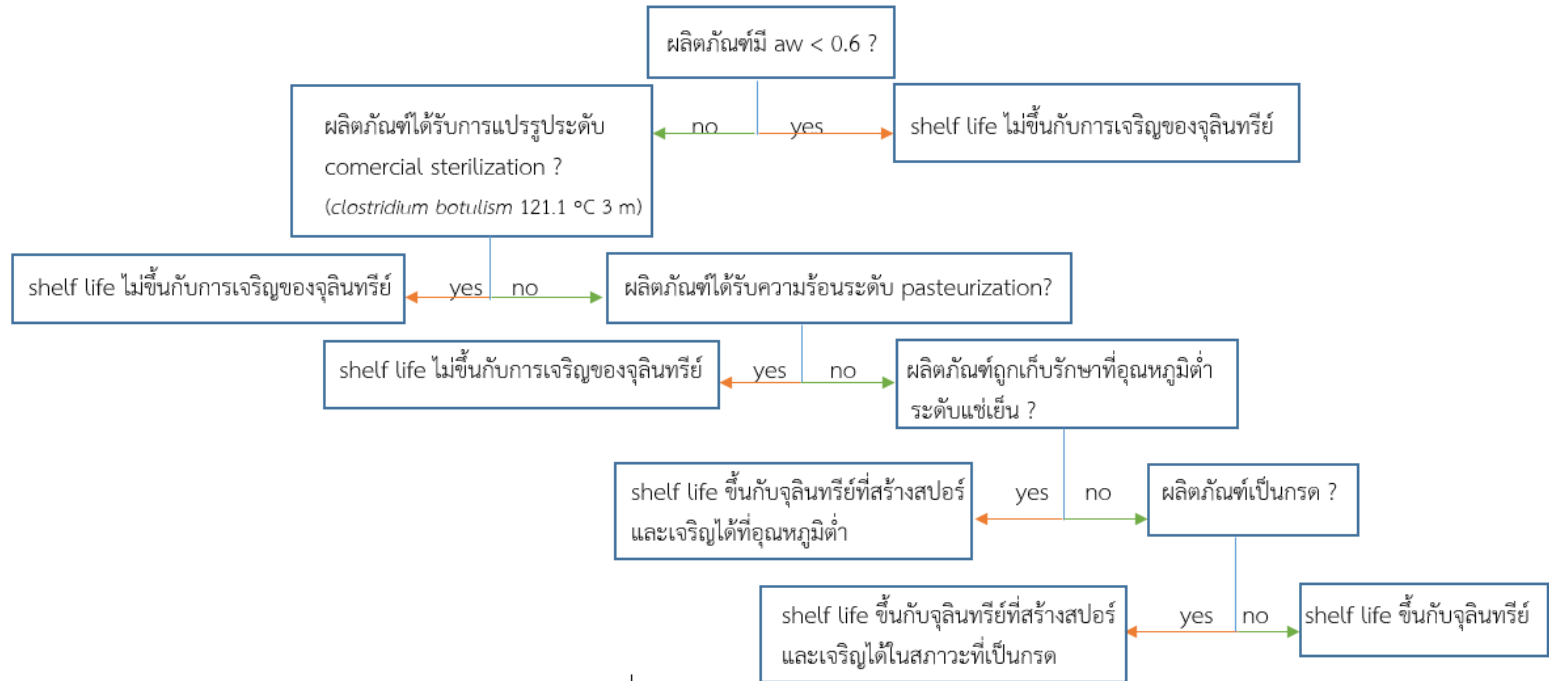 ผลิตภัณฑ์มี aw < 0.6 ?
ผลิตภัณฑ์ได้รับการแปรรูประดับ
comercial sterilization ?
(clostridium botulism 121.1 °C 3 m)
no
yes
shelf life ไม่ขึ้นกับการเจริญของจุลินทรีย์
shelf life ไม่ขึ้นกับการเจริญของจุลินทรีย์
yes
no
ผลิตภัณฑ์ได้รับความร้อนระดับ pasteurization?
shelf life ไม่ขึ้นกับการเจริญของจุลินทรีย์
yes
no
ผลิตภัณฑ์ถูกเก็บรักษาที่อุณหภูมิต่ำ
ระดับแช่เย็น ?
shelf life ขึ้นกับจุลินทรีย์ที่สร้างสปอร์
และเจริญได้ที่อุณหภูมิต่ำ
yes
no
ผลิตภัณฑ์เป็นกรด ?
shelf life ขึ้นกับจุลินทรีย์ที่สร้างสปอร์
และเจริญได้ในสภาวะที่เป็นกรด
yes
no
shelf life ขึ้นกับจุลินทรีย์